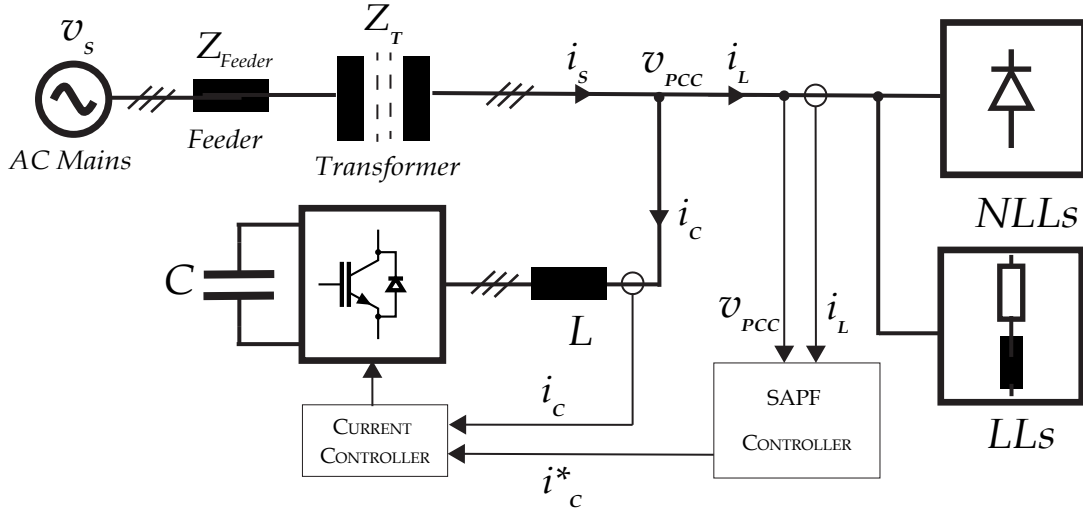 v_s
Z_Feeder
Z_T
AC Mains
Feeder
Transformer
i_s
v_PCC
i_L
NLLs
C
L
i_c
v_PCC
i_L
LLs
i_c
CURRENT
CONTROLLER
SAPF
CONTROLLER
i*_c